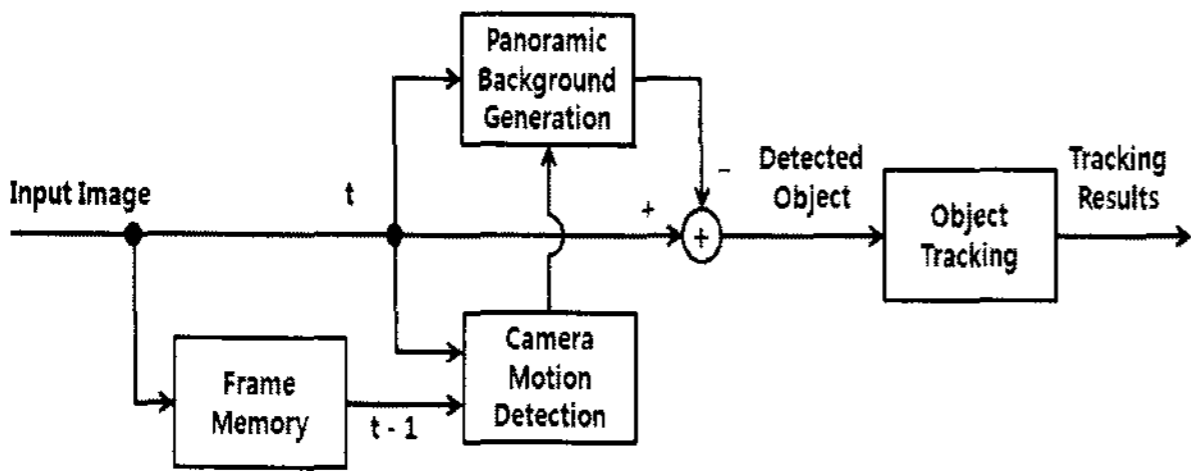 Panoramic
Background
Generation
Input Image
t
+
−
+
Detected
Object
Object
Tracking
Tracking
Results
Frame
Memory
t - 1
Camera
Motion
Detection